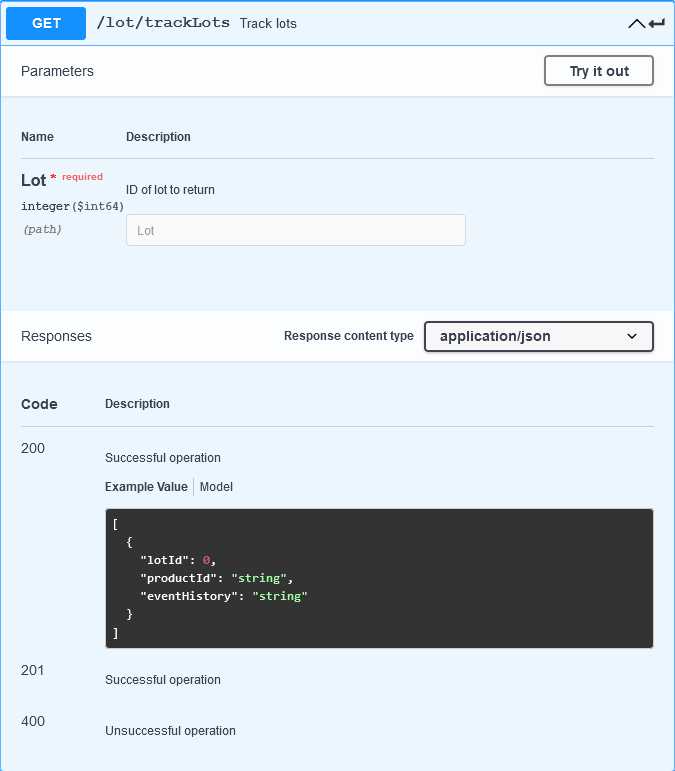 GET /lot/trackLots Track lots
Parameters Try it out
Name Description
Lot * required
ID of lot to return
integer($int64)
(path)
Lot
Responses Response content type application/json
Code Description
200
Successful operation
Example Value Model
[
  {
    "lotId": 0,
    "productId": "string",
    "eventHistory": "string"
  }
]
201
Successful operation
400
Unsuccessful operation